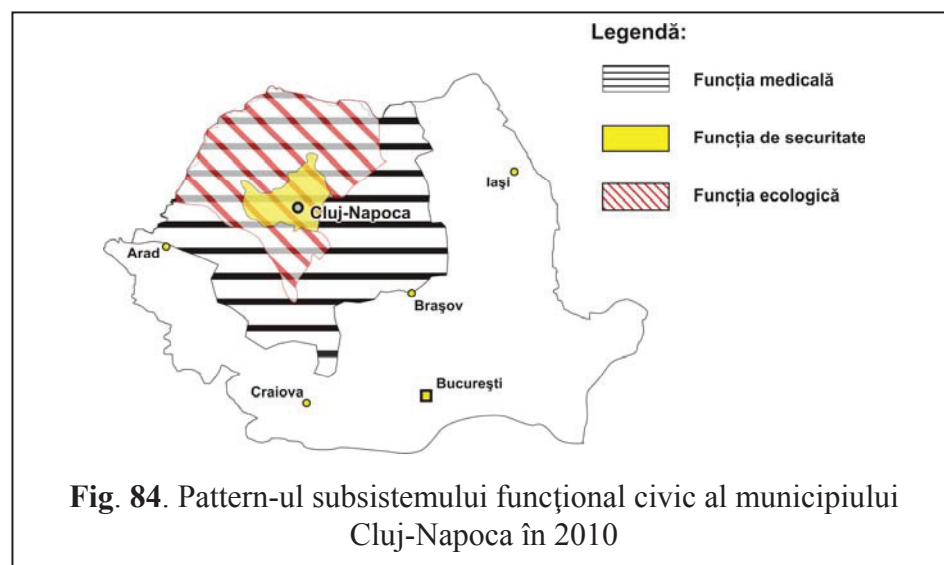 Legendă:
Funcția medicală
Funcția de securitate
Funcția ecologică
Iași
Cluj-Napoca
Arad
Brașov
Craiova
București
Fig. 84. Pattern-ul subsistemului funcţional civic al municipiului
Cluj-Napoca în 2010